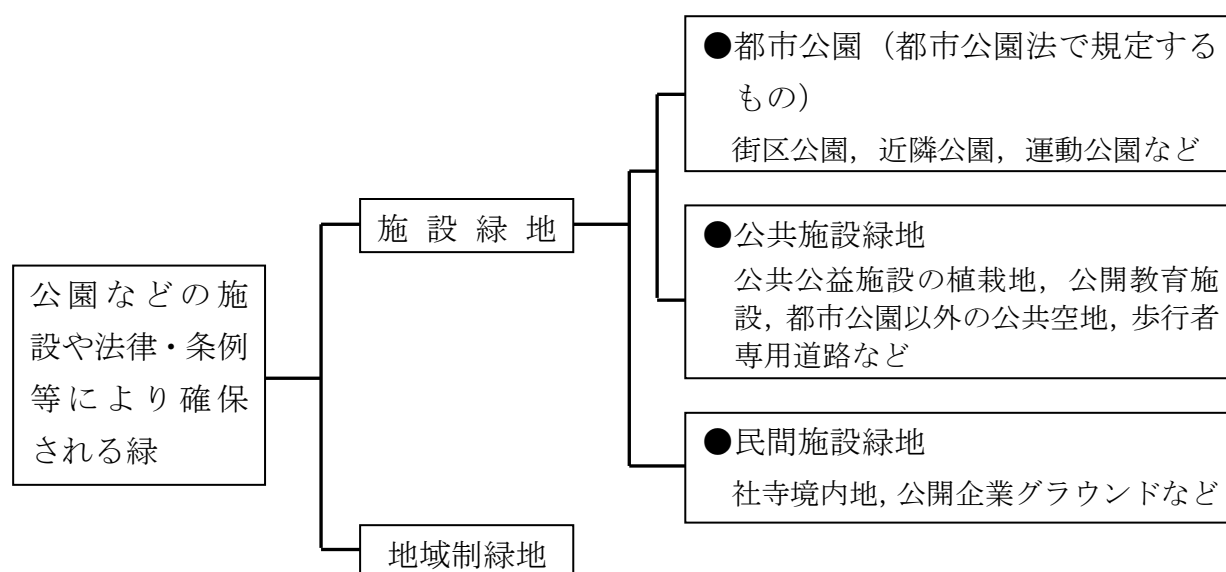 公園などの施
設や法律・条例
等により確保
される緑
施設緑地
地域制緑地
●都市公園（都市公園法で規定する
もの）
街区公園，近隣公園，運動公園など
●公共施設緑地
公共公益施設の植栽地，公開教育施
設，都市公園以外の公共空地，歩行者
専用道路など
●民間施設緑地
社寺境内地，公開企業グラウンドなど